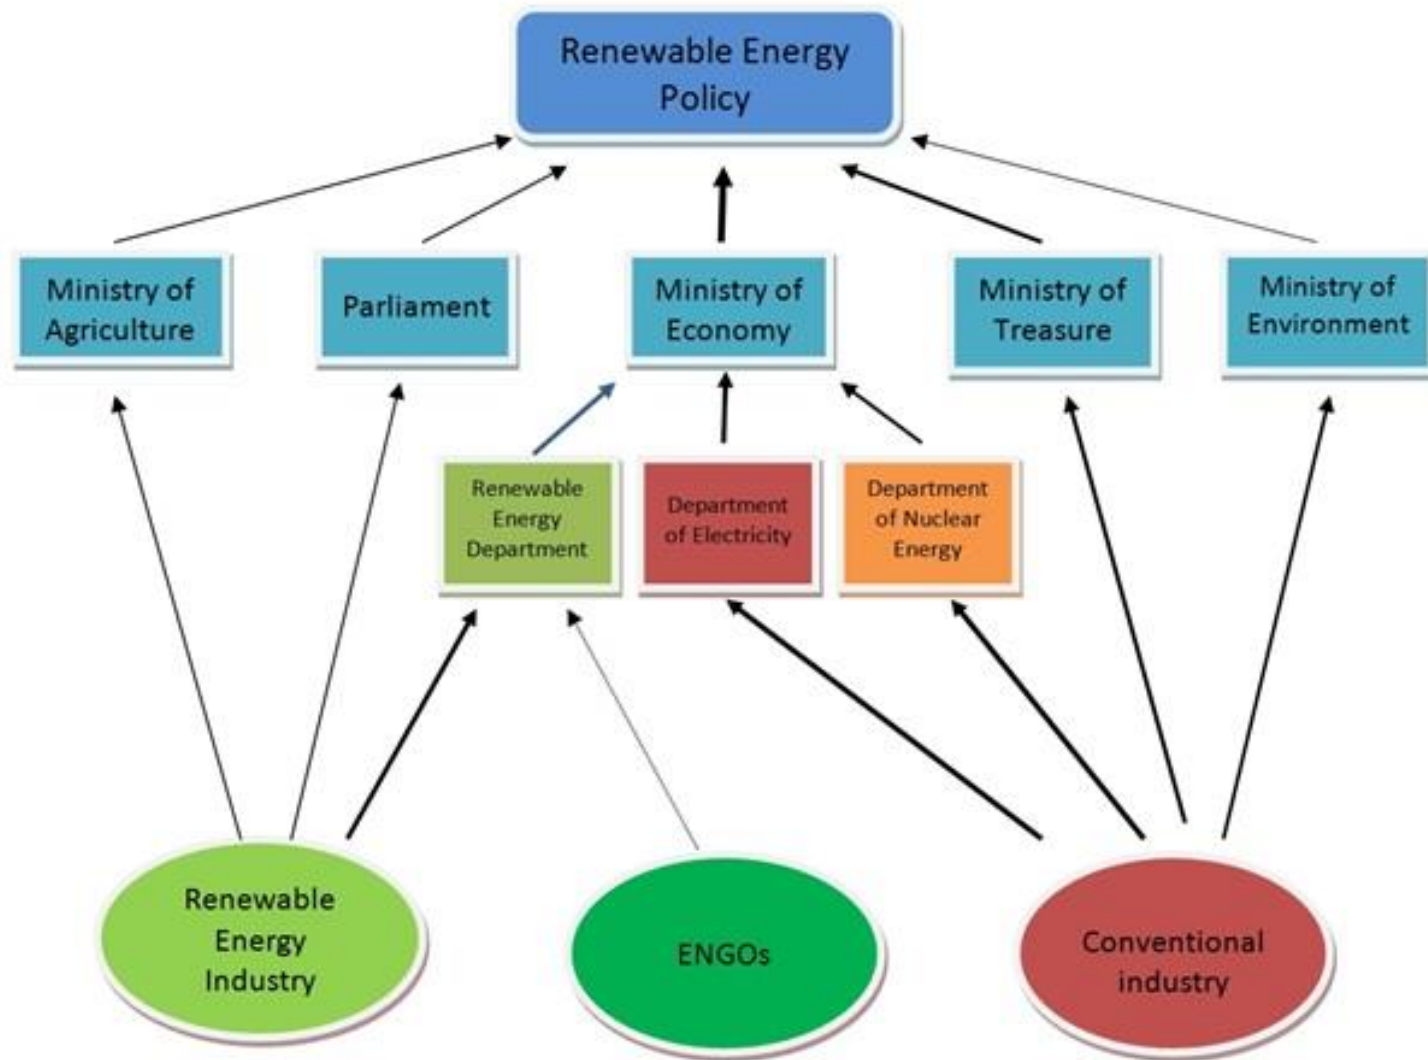 Renewable Energy
Policy
Ministry of
Agriculture
Parliament
Ministry of
Economy
Ministry of
Treasure
Ministry of
Environment
Renewable
Energy
Department
Department
of Electricity
Department
of Nuclear
Energy
Renewable
Energy
Industry
ENGOs
Conventional
industry